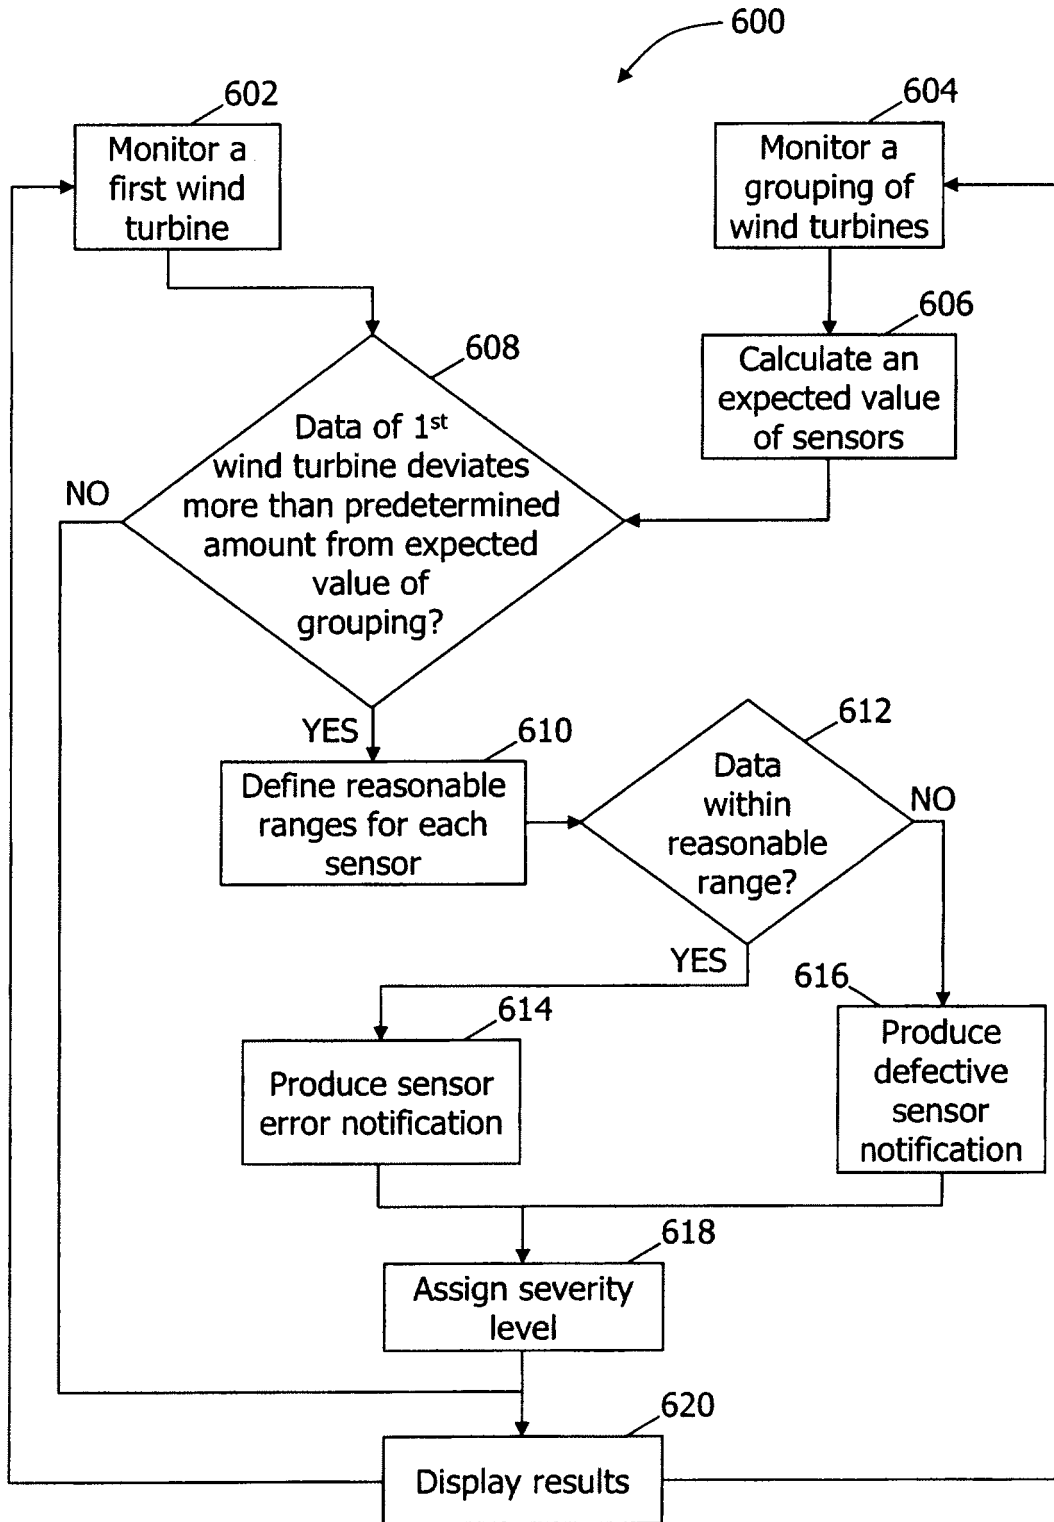 600
602
Monitor a
first wind
turbine
604
Monitor a
grouping of
wind turbines
606
Calculate an
expected value
of sensors
608
Data of 1st
wind turbine deviates
more than predetermined
amount from expected
value of
grouping?
NO
YES
610
Define reasonable
ranges for each
sensor
612
Data
within
reasonable
range?
NO
YES
614
Produce sensor
error notification
616
Produce
defective
sensor
notification
618
Assign severity
level
620
Display results